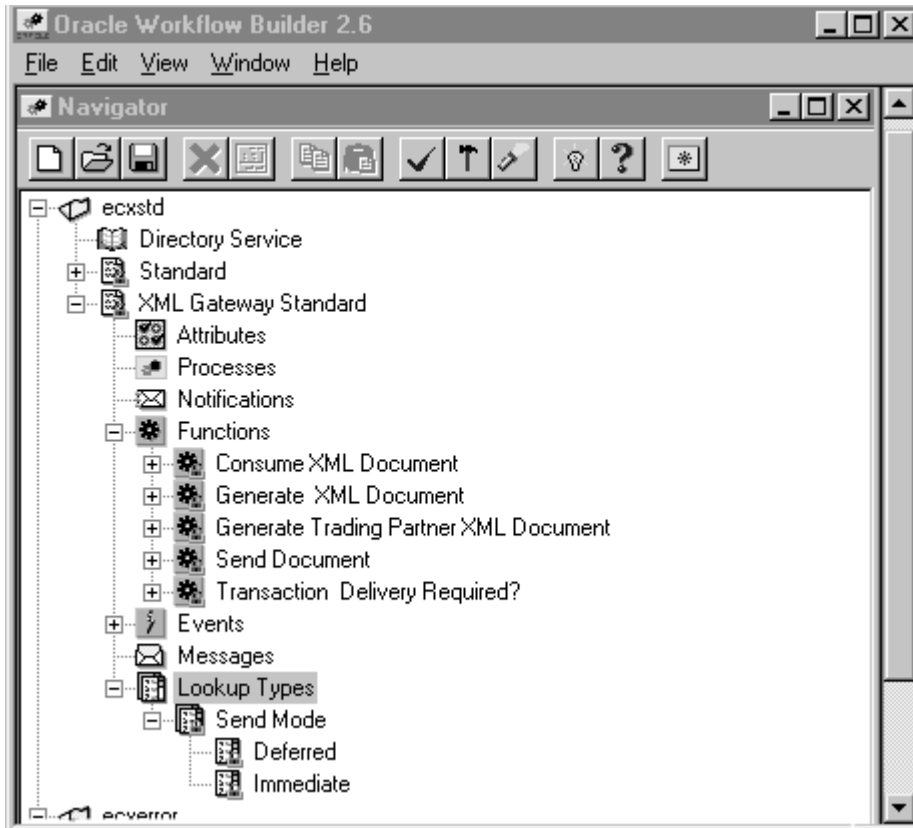 Oracle Workflow Builder 2.6
File Edit View Window Help
Navigator
ecxstd
Directory Service
Standard
XML Gateway Standard
Attributes
Processes
Notifications
Functions
Consume XML Document
Generate XML Document
Generate Trading Partner XML Document
Send Document
Transaction Delivery Required?
Events
Messages
Lookup Types
Send Mode
Deferred
Immediate